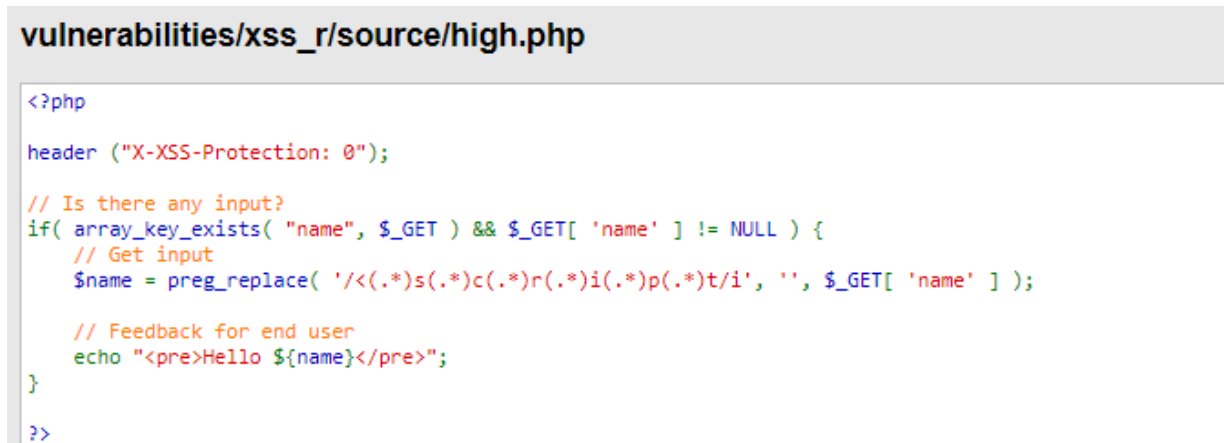 vulnerabilities/xss_r/source/high.php
<?php
header ("X-XSS-Protection: 0");
// Is there any input?
if( array_key_exists( "name", $_GET ) && $_GET[ 'name' ] != NULL ) {
    // Get input
    $name = preg_replace( '/<(.*)s(.*)c(.*)r(.*)i(.*)p(.*)t/i', '', $_GET[ 'name' ] );
    // Feedback for end user
    echo "<pre>Hello ${name}</pre>";
}
?>